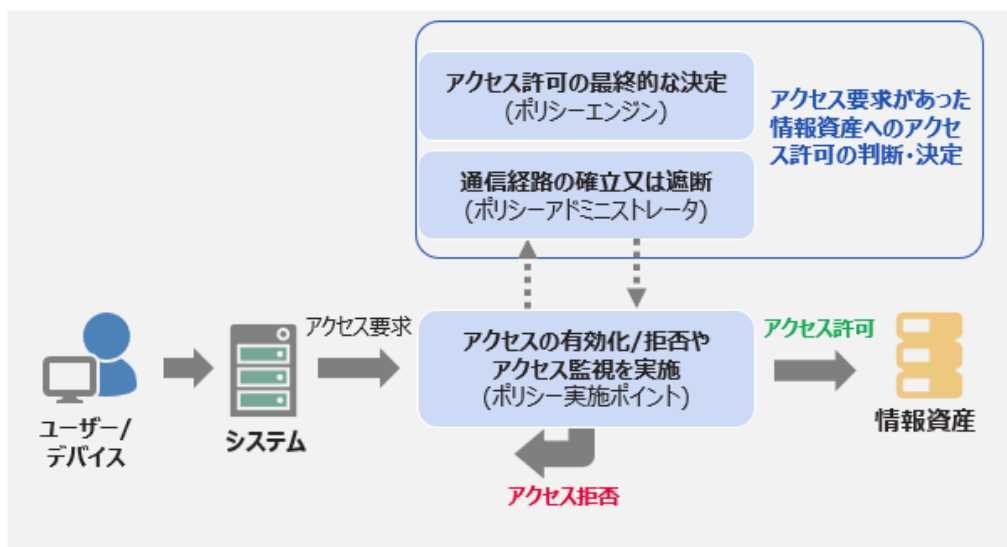 アクセス許可の最終的な決定
(ポリシーエンジン)
アクセス要求があった
情報資産へのアクセ
ス許可の判断・決定
通信経路の確立又は遮断
(ポリシーアドミニストレータ)
アクセス要求
アクセスの有効化/拒否や
アクセス監視を実施
(ポリシー実施ポイント)
アクセス許可
ユーザー/
デバイス
システム
情報資産
アクセス拒否